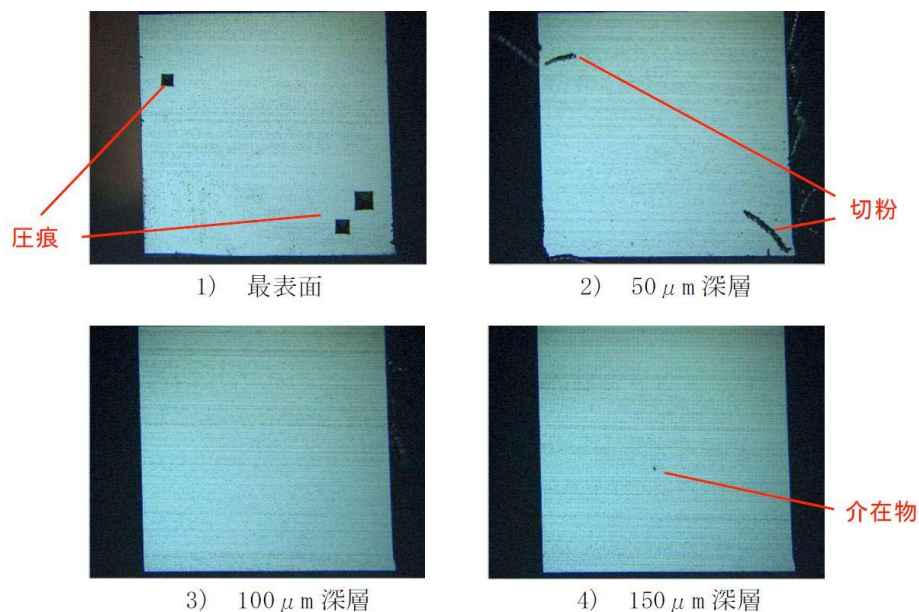 圧痕
切粉
1) 最表面
2) 50μm深層
介在物
3) 100μm深層
4) 150μm深層